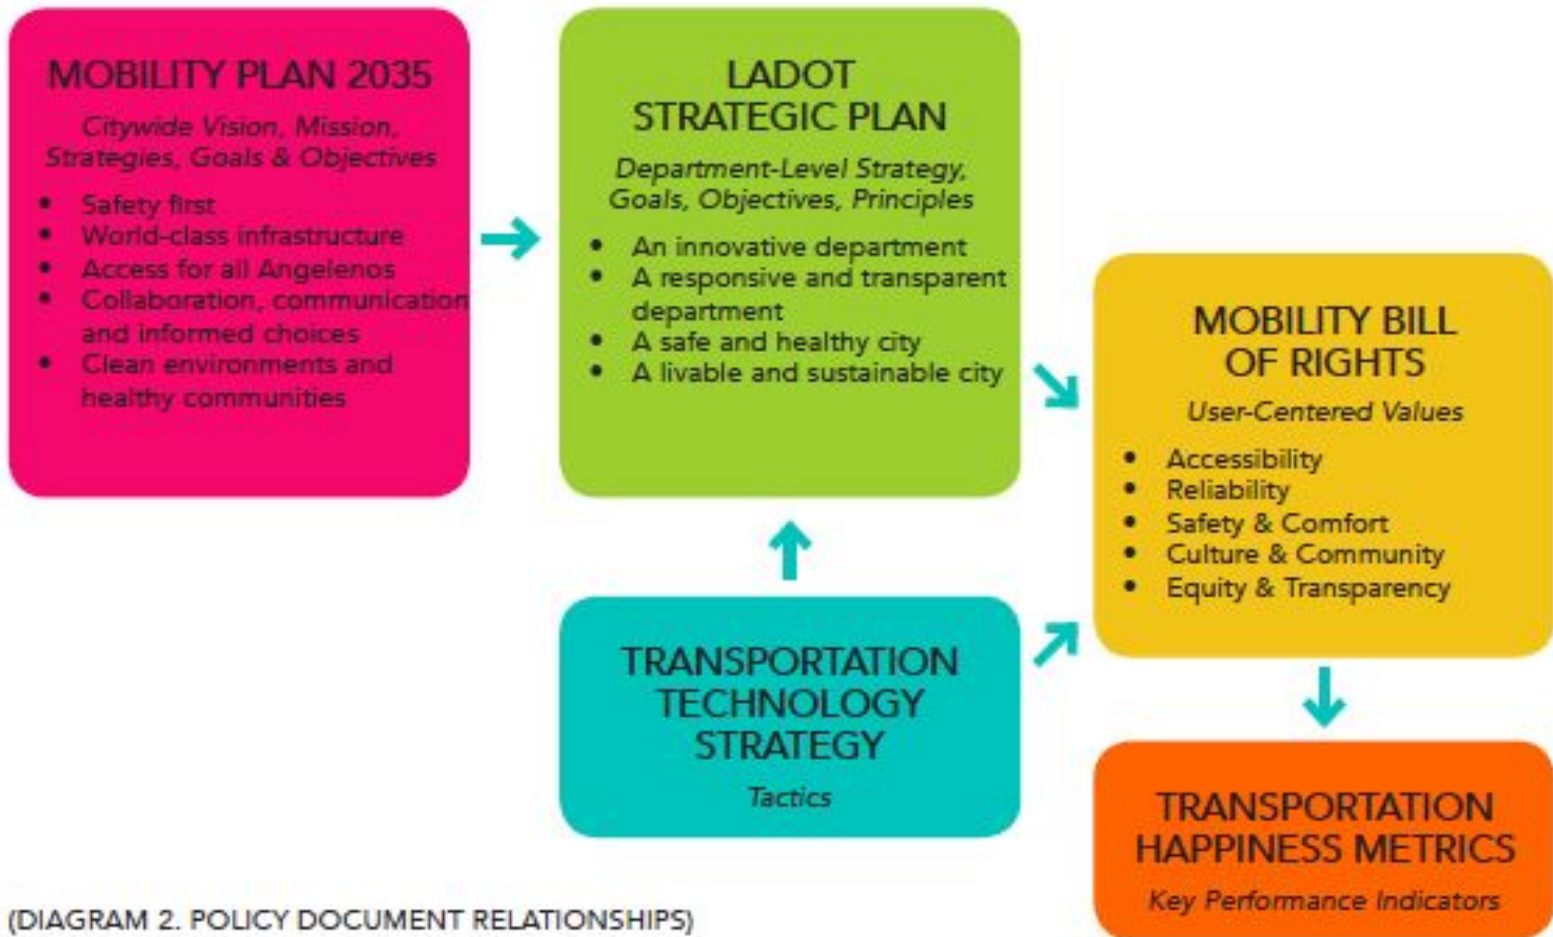 MOBILITY PLAN 2035
Citywide Vision, Mission,
Strategies, Goals & Objectives
• Safety first
• World-class infrastructure
• Access for all Angelenos
• Collaboration, communication
and informed choices
• Clean environments and
healthy communities
LADOT
STRATEGIC PLAN
Department-Level Strategy,
Goals, Objectives, Principles
• An innovative department
• A responsive and transparent
department
• A safe and healthy city
• A livable and sustainable city
MOBILITY BILL
OF RIGHTS
User-Centered Values
• Accessibility
• Reliability
• Safety & Comfort
• Culture & Community
• Equity & Transparency
TRANSPORTATION
TECHNOLOGY
STRATEGY
Tactics
TRANSPORTATION
HAPPINESS METRICS
Key Performance Indicators
(DIAGRAM 2. POLICY DOCUMENT RELATIONSHIPS)